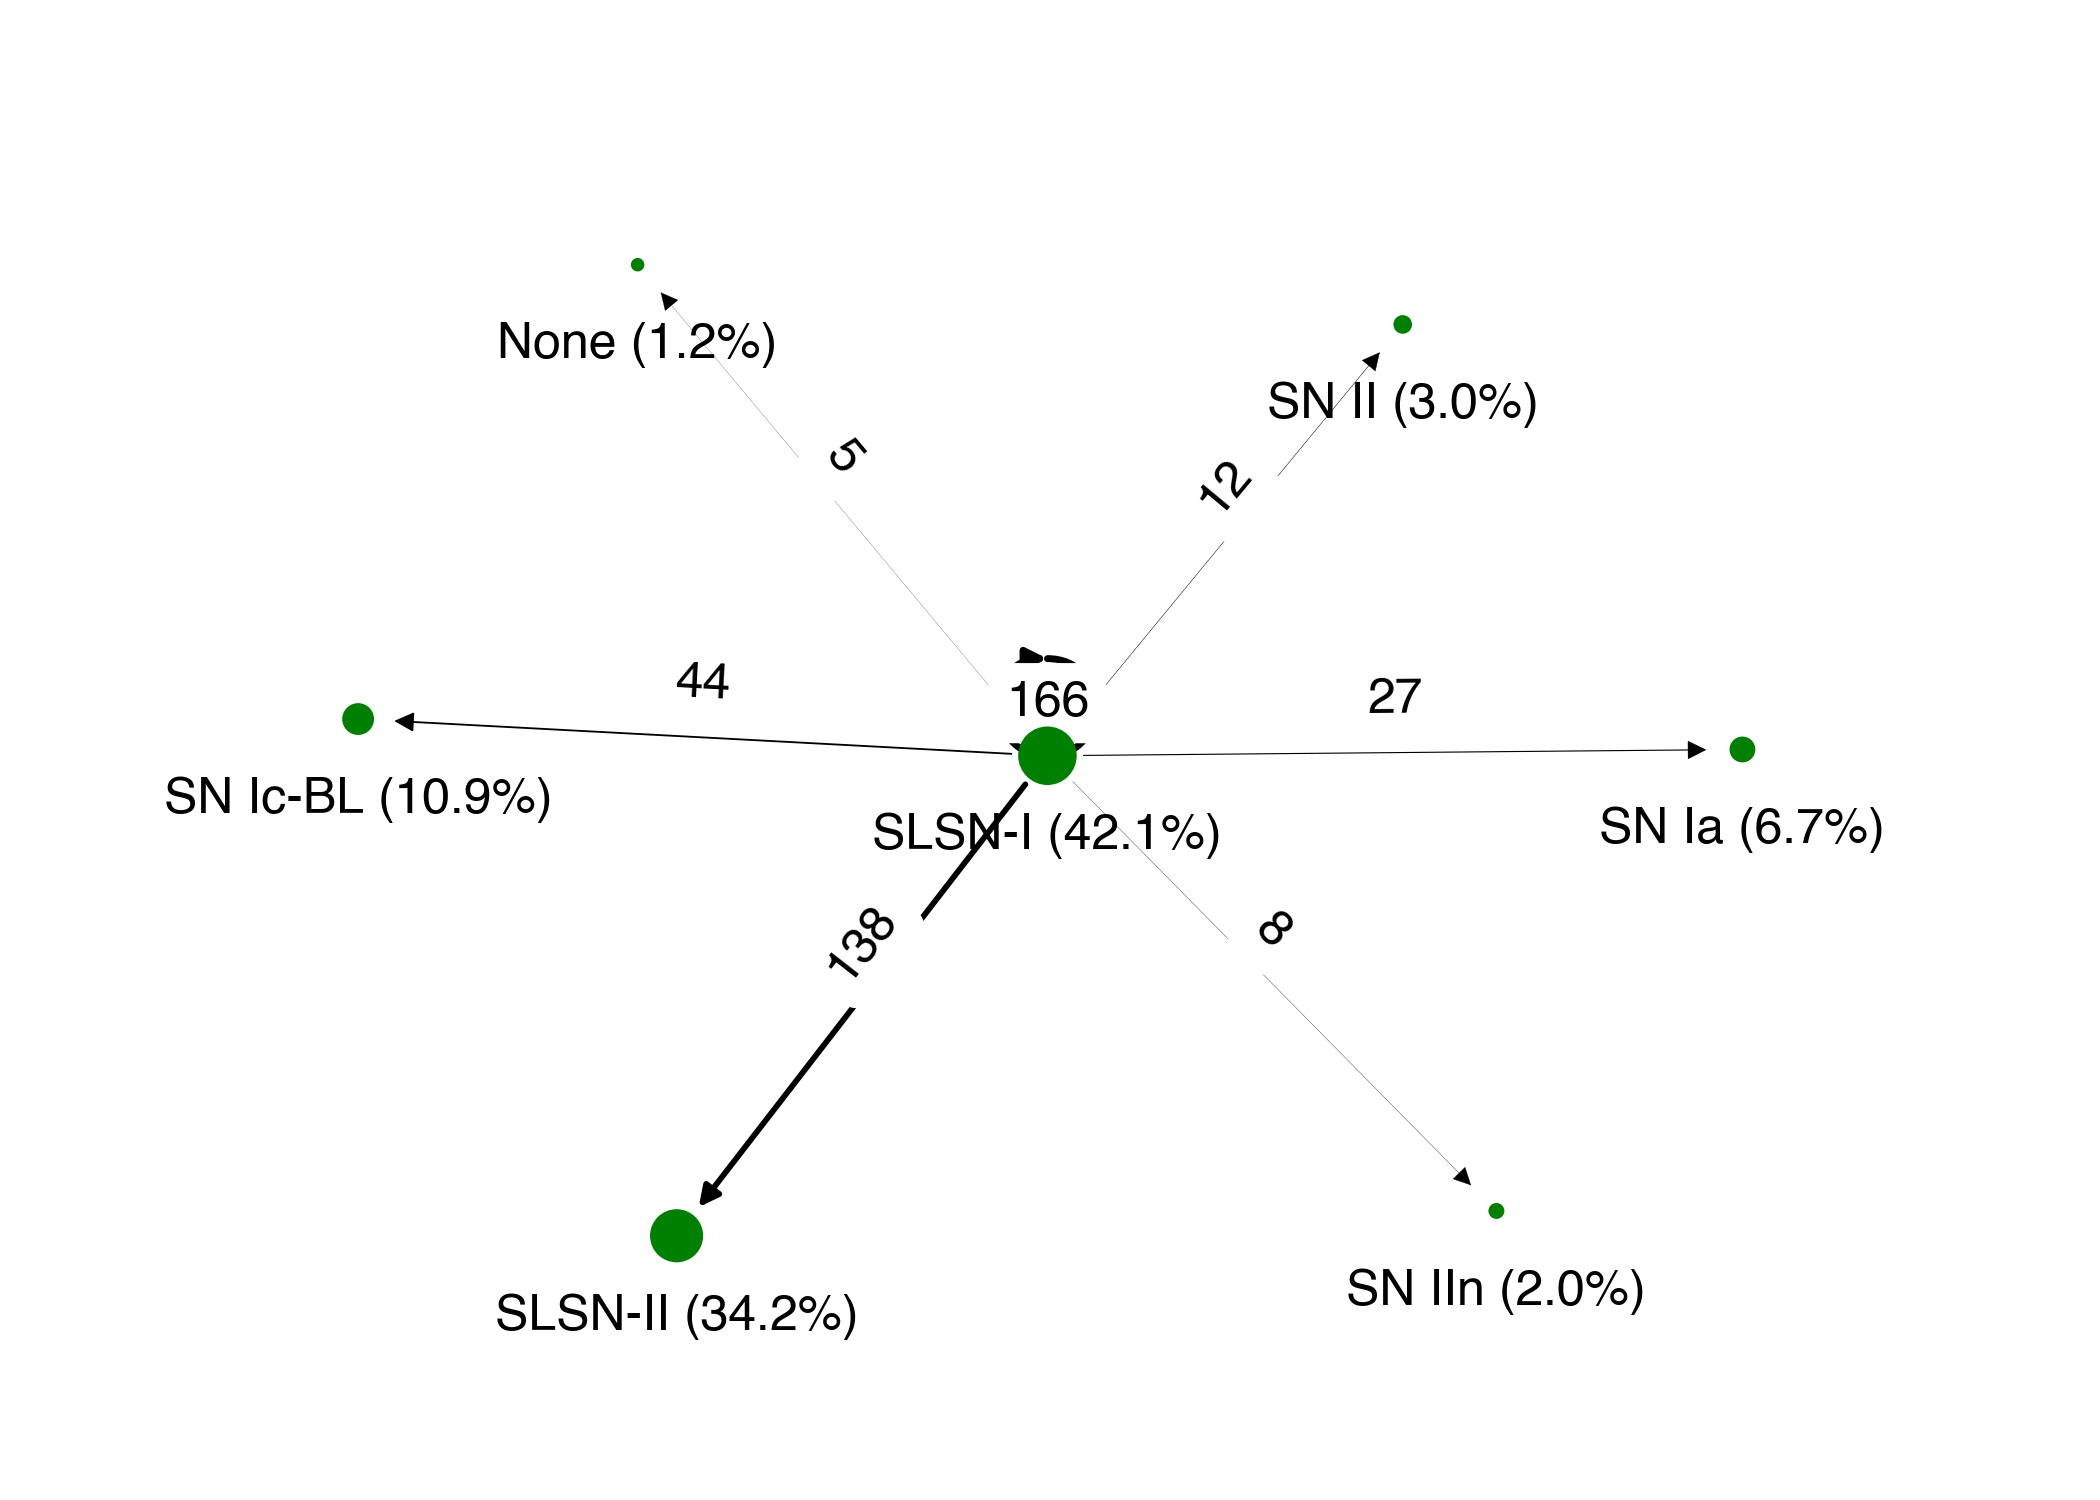 None (1.2%)
SN II (3.0%)
5
12
44
166
27
SN Ic-BL (10.9%)
SLSN-I (42.1%)
SN Ia (6.7%)
138
8
SLSN-II (34.2%)
SN IIn (2.0%)